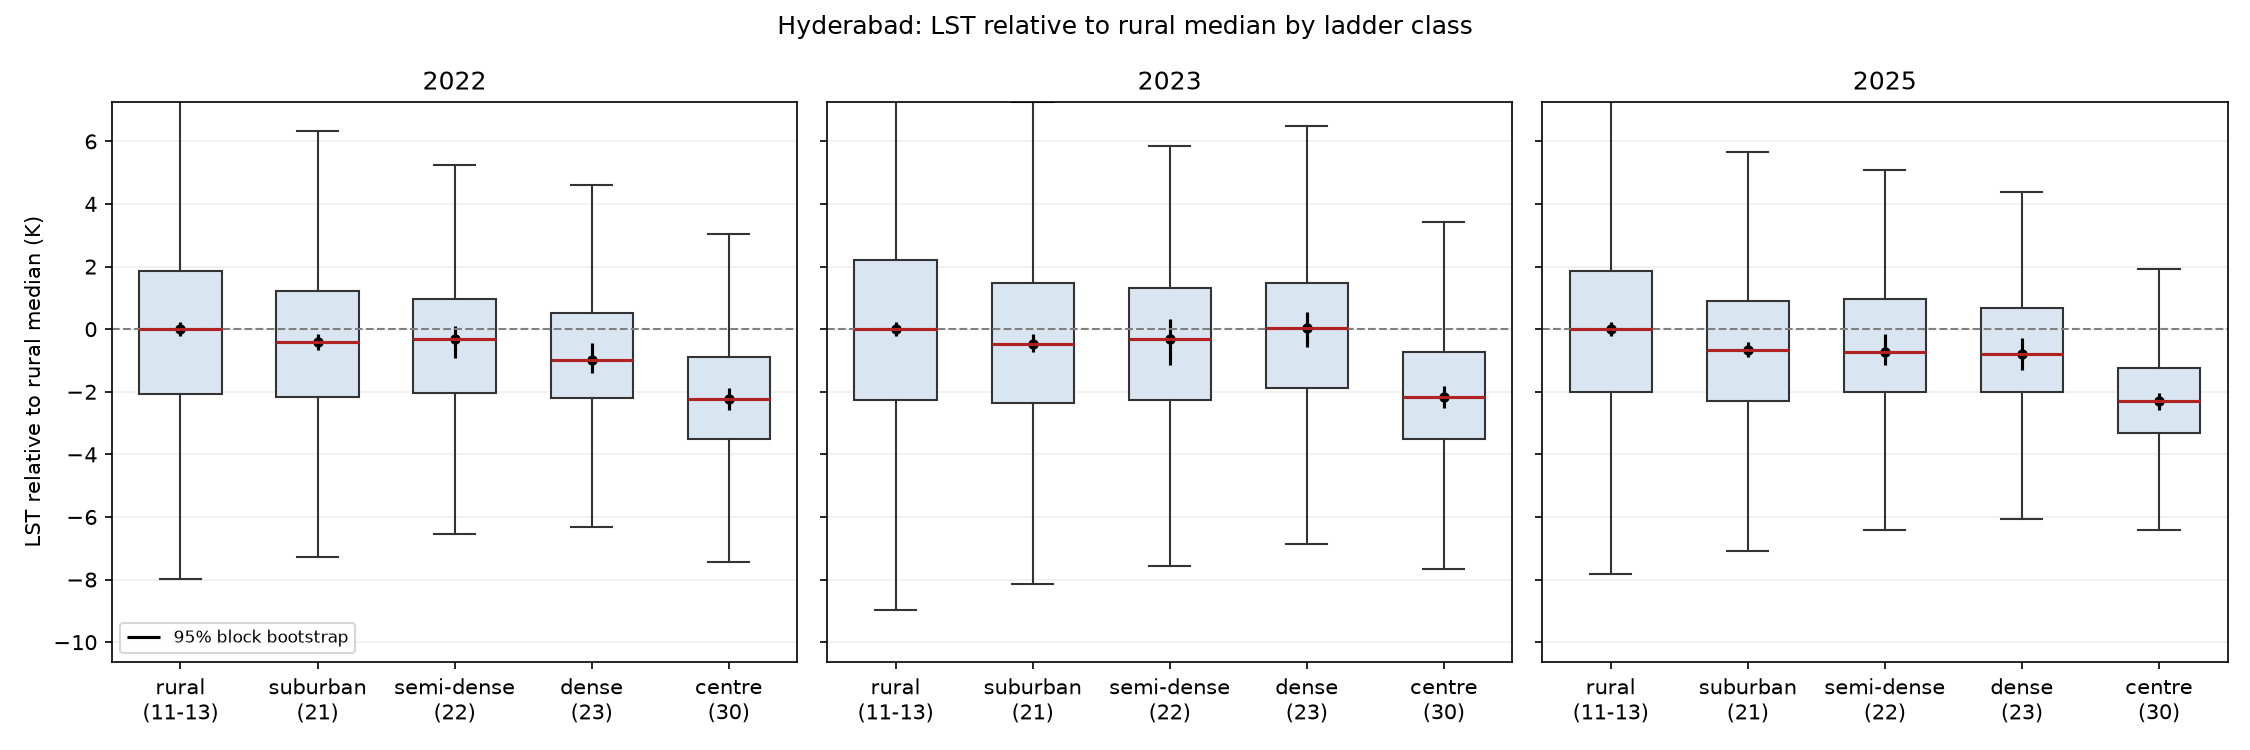 Hyderabad: LST relative to rural median by ladder class
2022
2023
2025
LST relative to rural median (K)
6
4
2
0
−2
−4
−6
−8
−10
95% block bootstrap
rural
(11-13)
suburban
(21)
semi-dense
(22)
dense
(23)
centre
(30)
rural
(11-13)
suburban
(21)
semi-dense
(22)
dense
(23)
centre
(30)
rural
(11-13)
suburban
(21)
semi-dense
(22)
dense
(23)
centre
(30)